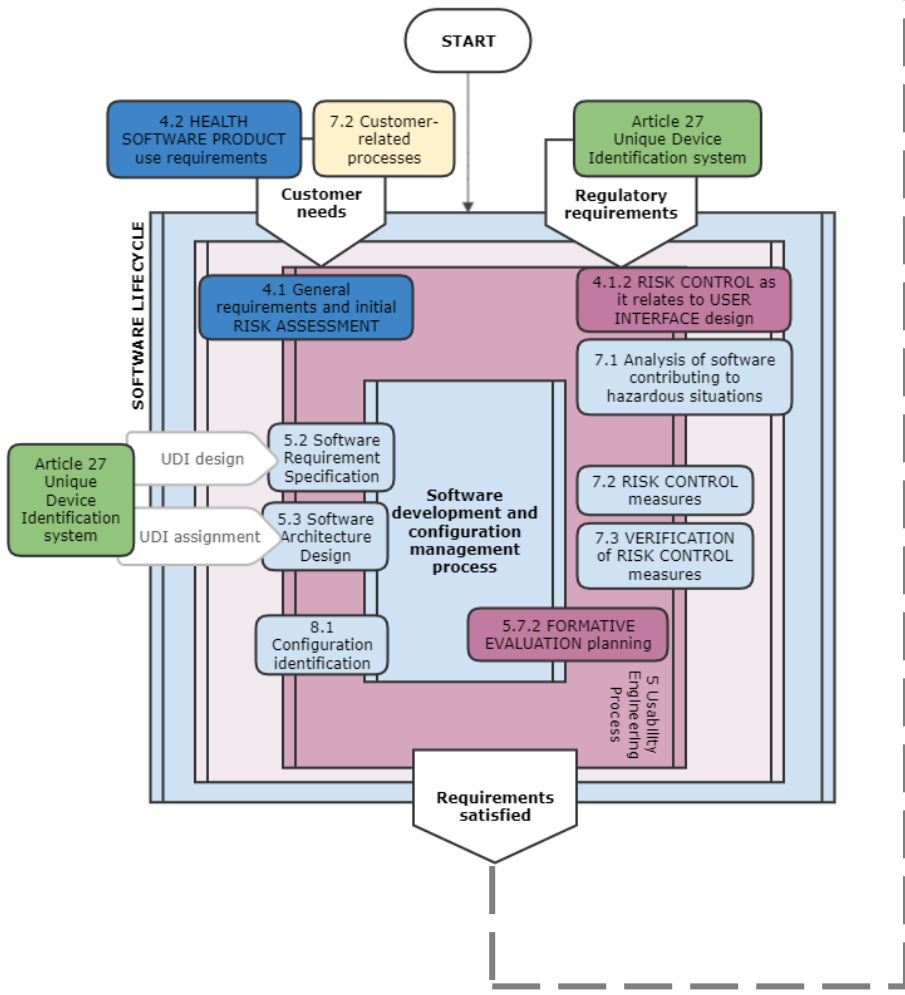 START
4.2 HEALTH
SOFTWARE PRODUCT
use requirements
7.2 Customer-
related
processes
Article 27
Unique Device
Identification system
Customer
needs
Regulatory
requirements
SOFTWARE LIFECYCLE
4.1 General
requirements and initial
RISK ASSESSMENT
4.1.2 RISK CONTROL as
it relates to USER
INTERFACE design
7.1 Analysis of software
contributing to
hazardous situations
Article 27
Unique
Device
Identification
system
UDI design
UDI assignment
5.2 Software
Requirement
Specification
5.3 Software
Architecture
Design
8.1
Configuration
identification
Software
development and
configuration
management
process
7.2 RISK CONTROL
measures
7.3 VERIFICATION
of RISK CONTROL
measures
5.7.2 FORMATIVE
EVALUATION planning
5 Usability
Engineering
Process
Requirements
satisfied